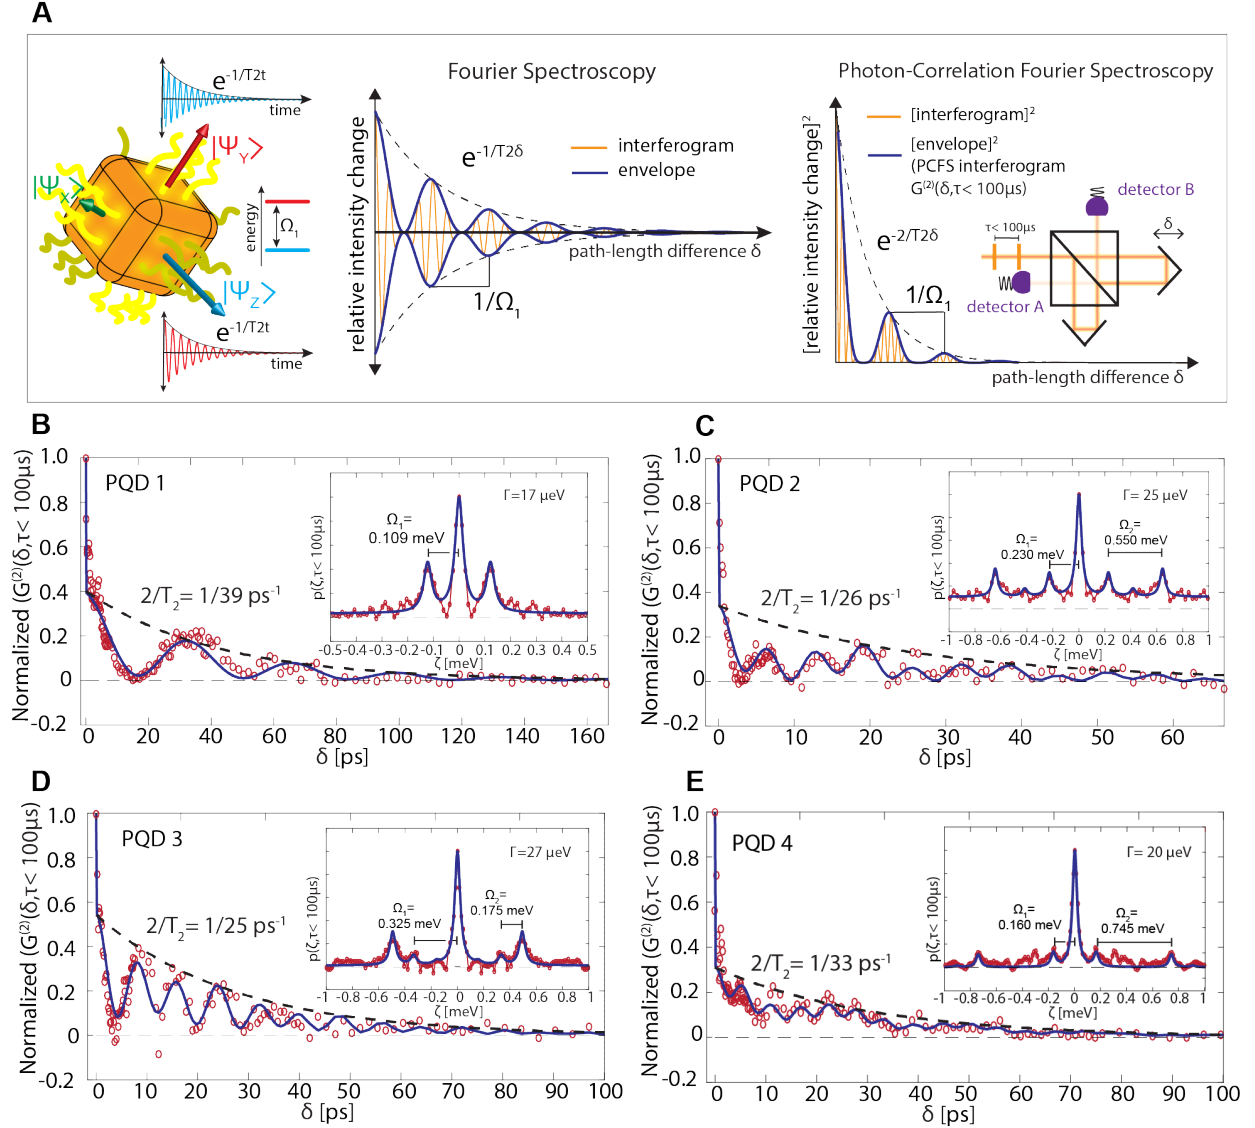 A
e^-1/T2t
time
|Ψ_Y>
|Ψ_X>
energy
Ω₁
|Ψ_Z>
e^-1/T2t
time
Fourier Spectroscopy
relative intensity change
e^-1/T2δ
interferogram
envelope
path-length difference δ
1/Ω₁
Photon-Correlation Fourier Spectroscopy
[relative intensity change]²
[interferogram]²
[envelope]²
(PCFS interferogram
G⁽²⁾(δ,τ< 100μs)
detector B
e^-2/T2δ
τ< 100μs
δ
detector A
1/Ω₁
path-length difference δ
B
Normalized (G⁽²⁾(δ,τ< 100μs)
1.0
0.8
0.6
0.4
0.2
0
-0.2
PQD 1
2/T₂= 1/39 ps⁻¹
p(ζ,τ< 100μs)
Γ=17 μeV
Ω₁=
0.109 meV
-0.5 -0.4 -0.3 -0.2 -0.1 0 0.1 0.2 0.3 0.4 0.5
ζ [meV]
0 20 40 60 80 100 120 140 160
δ [ps]
C
Normalized (G⁽²⁾(δ,τ< 100μs)
1.0
0.8
0.6
0.4
0.2
0
-0.2
PQD 2
2/T₂= 1/26 ps⁻¹
p(ζ,τ< 100μs)
Γ= 25 μeV
Ω₁=
0.230 meV
Ω₂=
0.550 meV
-1 -0.8 -0.6 -0.4 -0.2 0 0.2 0.4 0.6 0.8 1
ζ [meV]
0 10 20 30 40 50 60
δ [ps]
D
Normalized (G⁽²⁾(δ,τ< 100μs)
1.0
0.8
0.6
0.4
0.2
0
-0.2
PQD 3
2/T₂= 1/25 ps⁻¹
p(ζ,τ< 100μs)
Γ=27 μeV
Ω₁=
0.325 meV
Ω₂=
0.175 meV
-1 -0.8 -0.6 -0.4 -0.2 0 0.2 0.4 0.6 0.8 1
ζ [meV]
0 10 20 30 40 50 60 70 80 90 100
δ [ps]
E
Normalized (G⁽²⁾(δ,τ< 100μs)
1.0
0.8
0.6
0.4
0.2
0
-0.2
PQD 4
2/T₂= 1/33 ps⁻¹
p(ζ,τ< 100μs)
Γ= 20 μeV
Ω₁=
0.160 meV
Ω₂=
0.745 meV
-1 -0.8 -0.6 -0.4 -0.2 0 0.2 0.4 0.6 0.8 1
ζ [meV]
0 10 20 30 40 50 60 70 80 90 100
δ [ps]